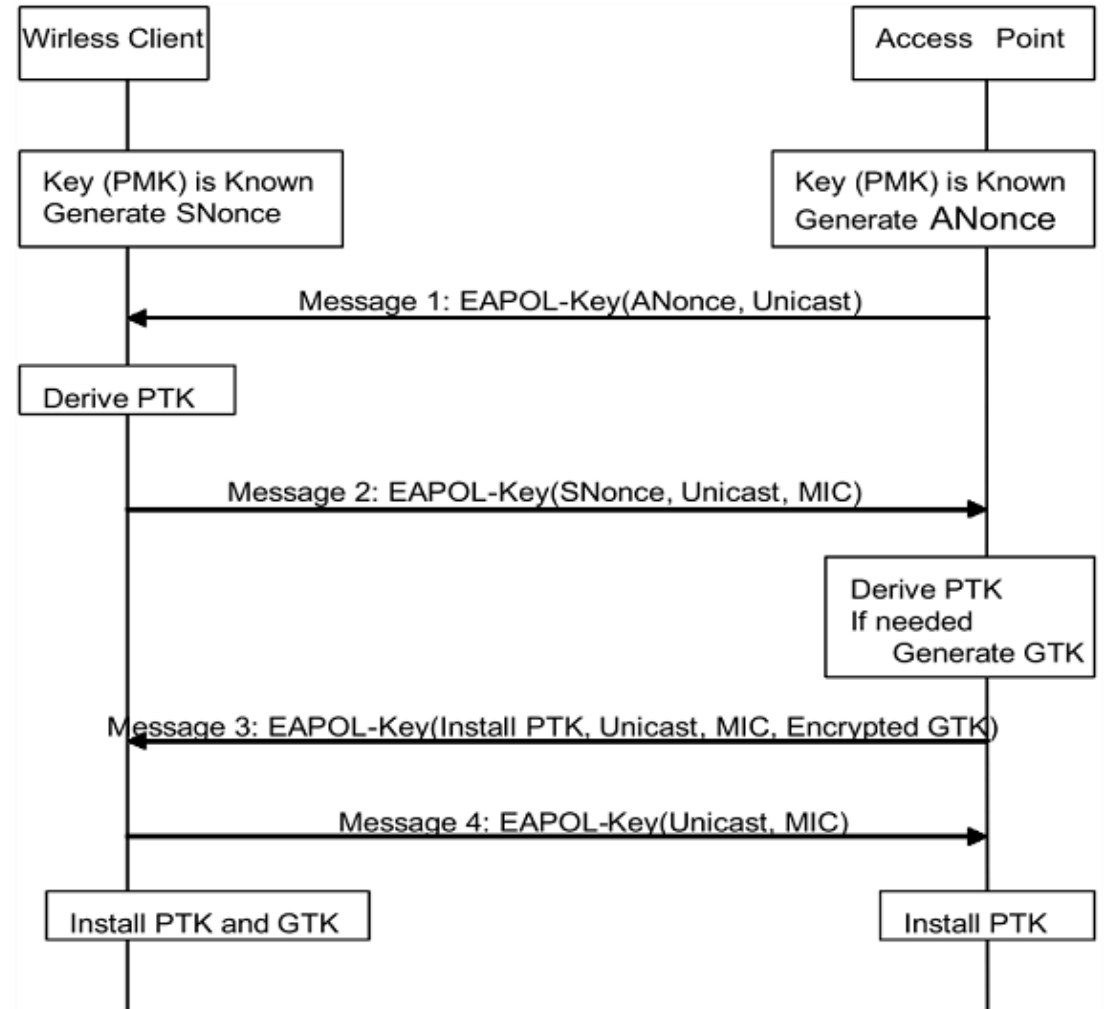 Wirless Client
Access Point
Key (PMK) is Known
Generate SNonce
Key (PMK) is Known
Generate ANonce
Message 1: EAPOL-Key(ANonce, Unicast)
Derive PTK
Message 2: EAPOL-Key(SNonce, Unicast, MIC)
Derive PTK
If needed
Generate GTK
Message 3: EAPOL-Key(Install PTK, Unicast, MIC, Encrypted GTK)
Message 4: EAPOL-Key(Unicast, MIC)
Install PTK and GTK
Install PTK